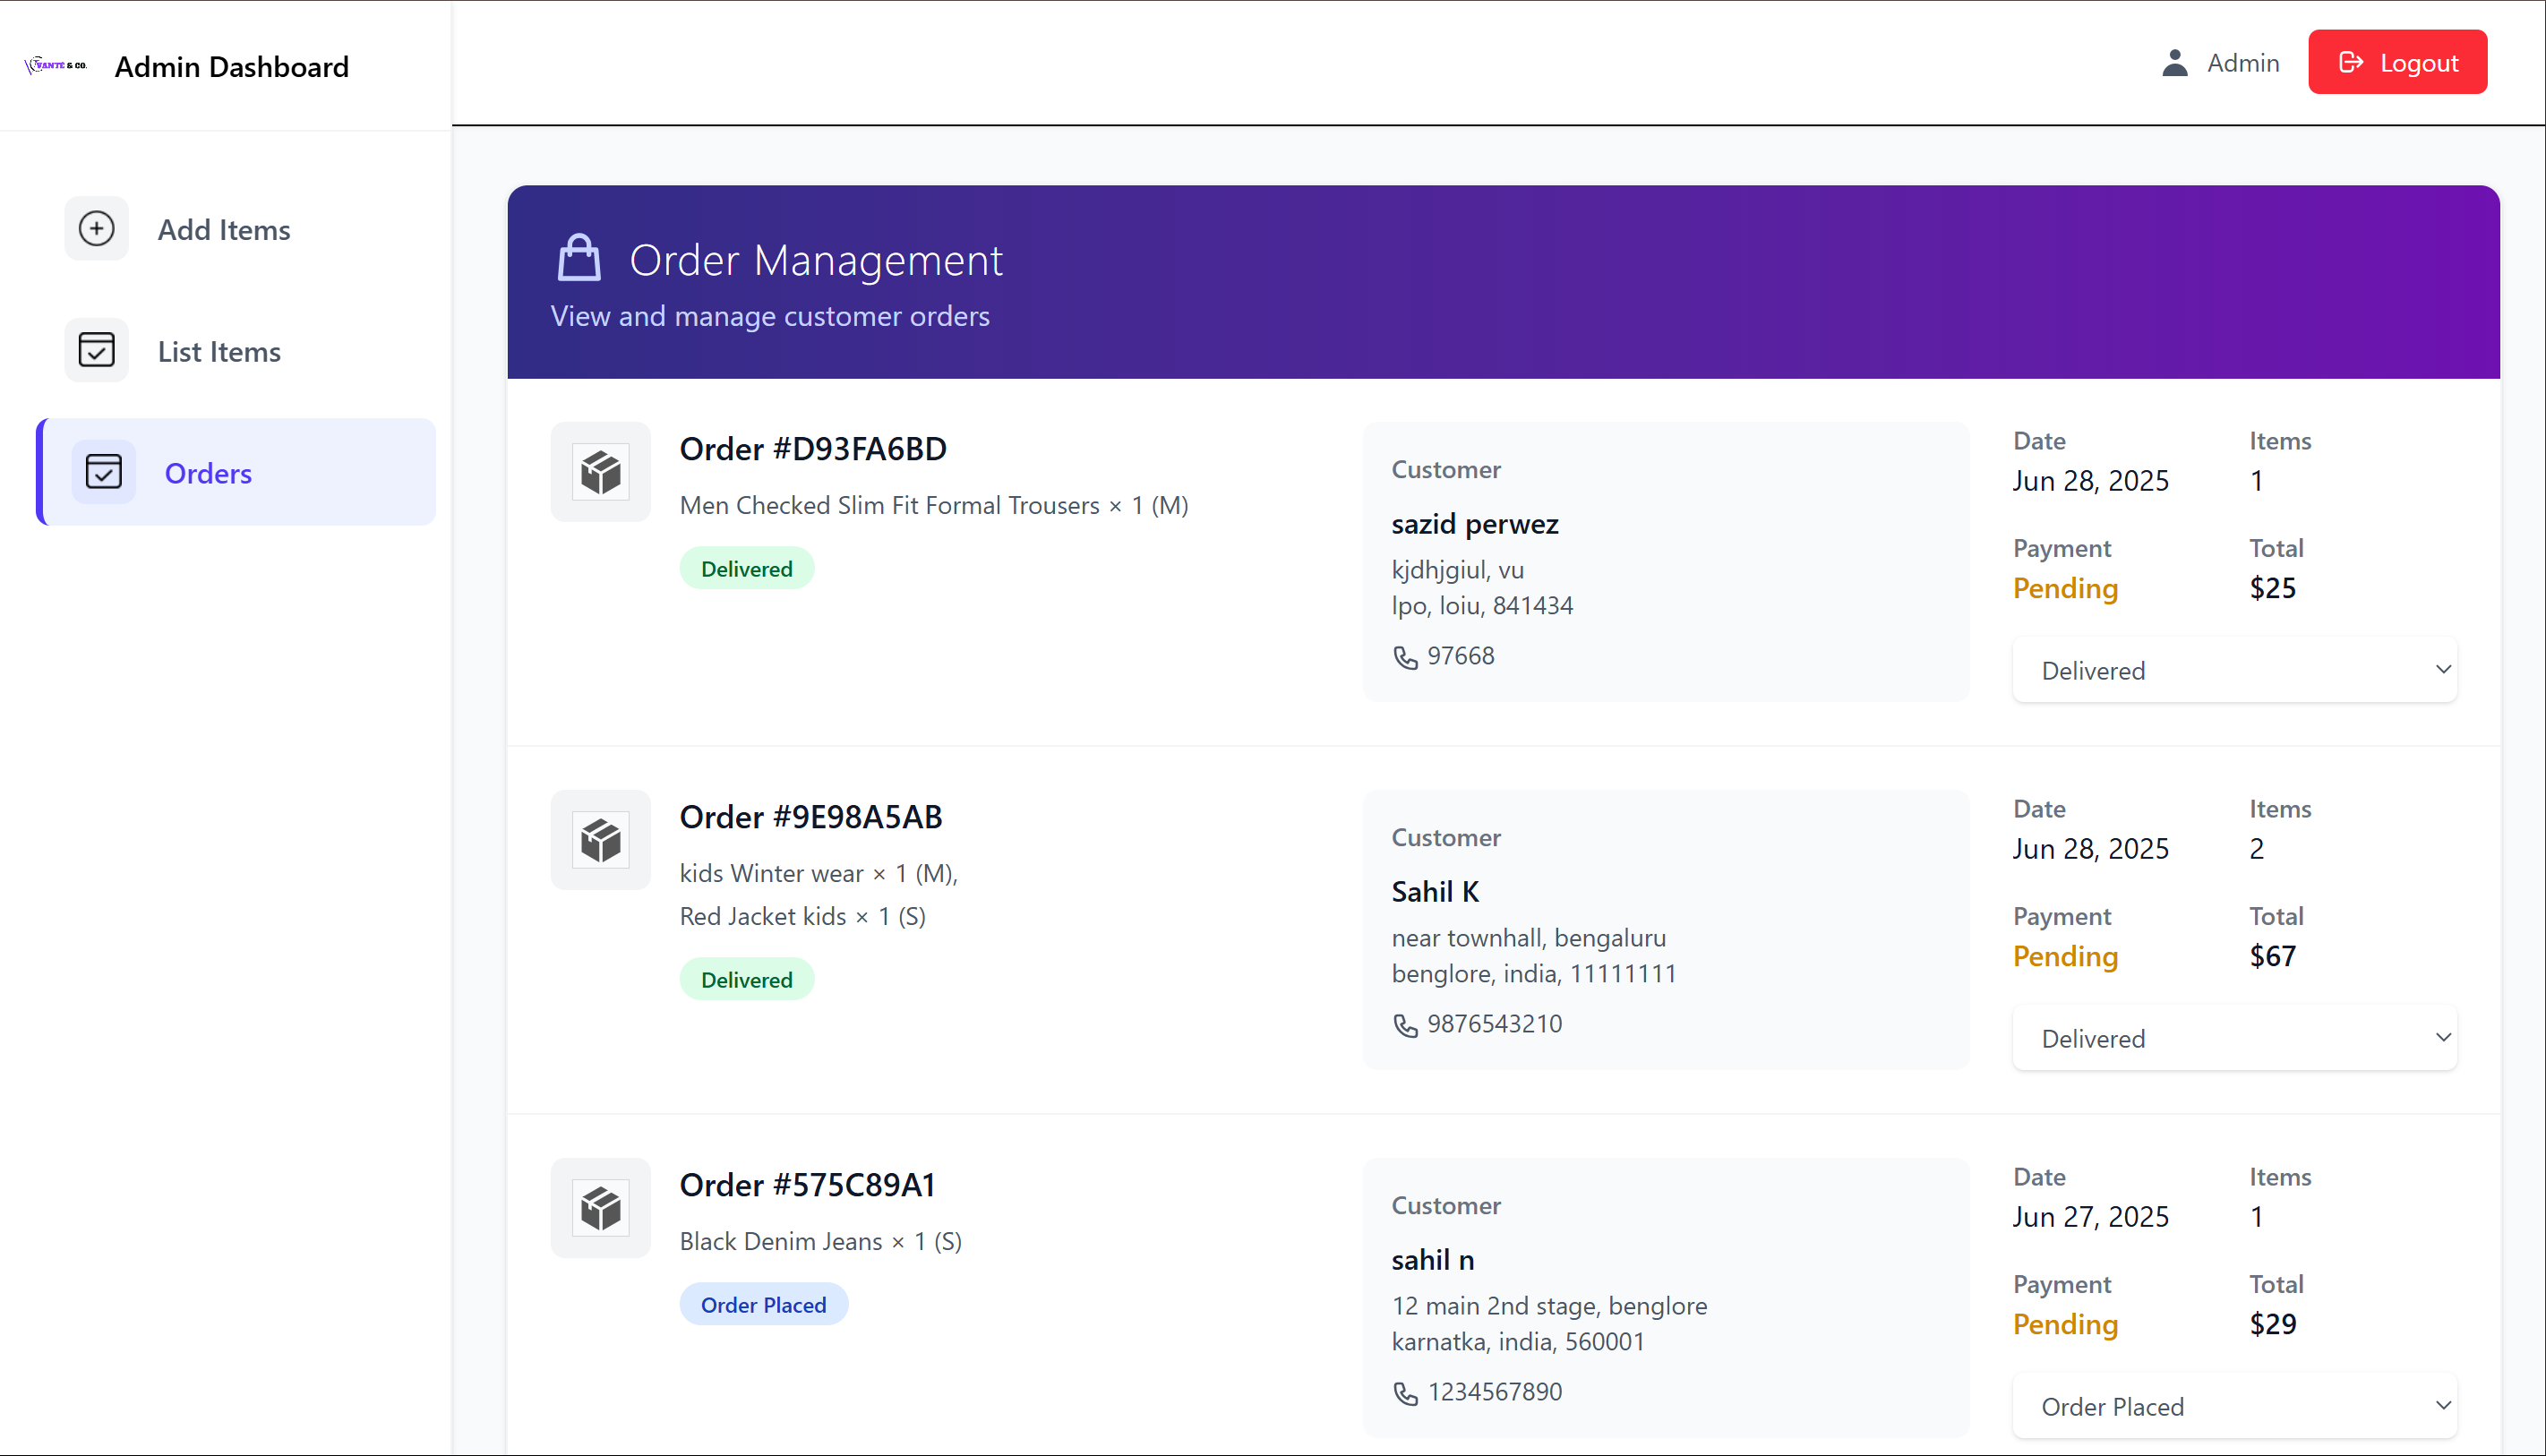 VANTE & CO.
Admin Dashboard
Admin
Logout
Add Items
List Items
Orders
Order Management
View and manage customer orders
Order #D93FA6BD
Men Checked Slim Fit Formal Trousers × 1 (M)
Delivered
Customer
sazid perwez
kjdhjgiul, vu
lpo, loiu, 841434
97668
Date
Jun 28, 2025
Items
1
Payment
Pending
Total
$25
Delivered
Order #9E98A5AB
kids Winter wear × 1 (M),
Red Jacket kids × 1 (S)
Delivered
Customer
Sahil K
near townhall, bengaluru
benglore, india, 11111111
9876543210
Date
Jun 28, 2025
Items
2
Payment
Pending
Total
$67
Delivered
Order #575C89A1
Black Denim Jeans × 1 (S)
Order Placed
Customer
sahil n
12 main 2nd stage, benglore
karnatka, india, 560001
1234567890
Date
Jun 27, 2025
Items
1
Payment
Pending
Total
$29
Order Placed